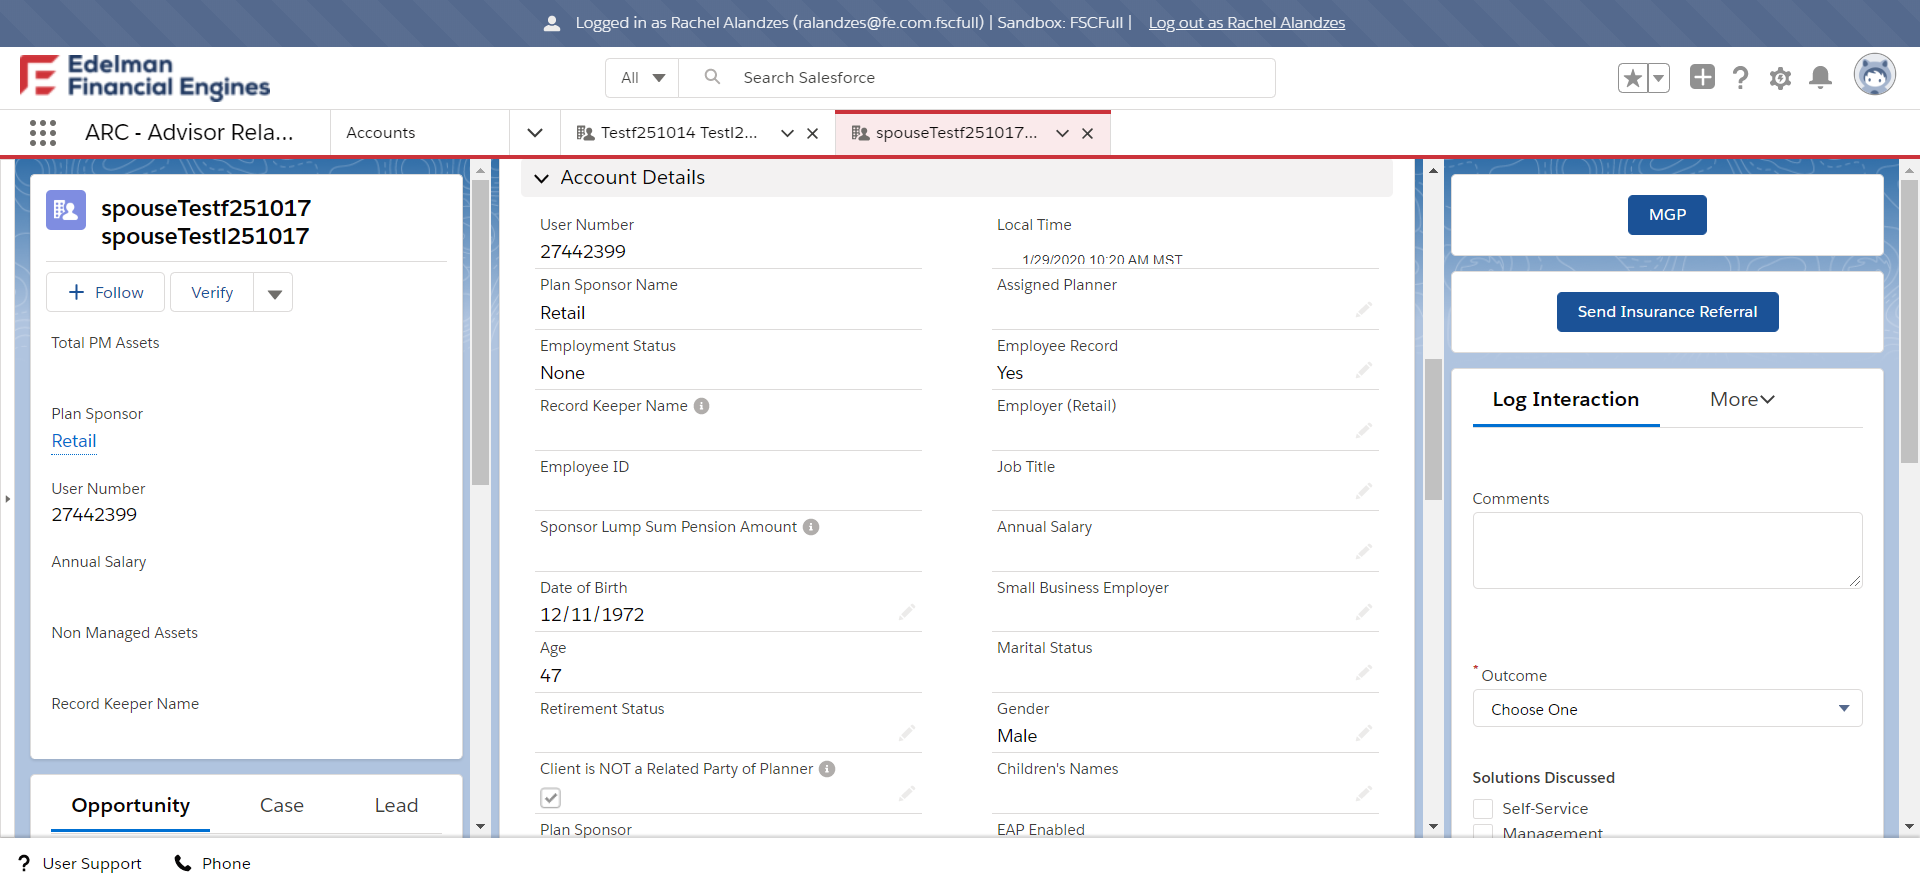 Logged in as Rachel Alandzes (ralandzes@fe.com.fscfull) | Sandbox: FSCFull | Log out as Rachel Alandzes
Edelman
Financial Engines
All
Search Salesforce
ARC - Advisor Rela...
Accounts
Testf251014 Testl2...
spouseTestf251017...
spouseTestf251017
spouseTestl251017
Follow
Verify
Total PM Assets
Plan Sponsor
Retail
User Number
27442399
Annual Salary
Non Managed Assets
Record Keeper Name
Opportunity
Case
Lead
Account Details
User Number
27442399
Local Time
1/29/2020 10:20 AM MST
Plan Sponsor Name
Retail
Assigned Planner
Employment Status
None
Employee Record
Yes
Record Keeper Name
Employer (Retail)
Employee ID
Job Title
Sponsor Lump Sum Pension Amount
Annual Salary
Date of Birth
12/11/1972
Small Business Employer
Age
47
Marital Status
Retirement Status
Gender
Male
Client is NOT a Related Party of Planner
Children's Names
Plan Sponsor
EAP Enabled
MGP
Send Insurance Referral
Log Interaction
More
Comments
* Outcome
Choose One
Solutions Discussed
Self-Service
Management
User Support
Phone